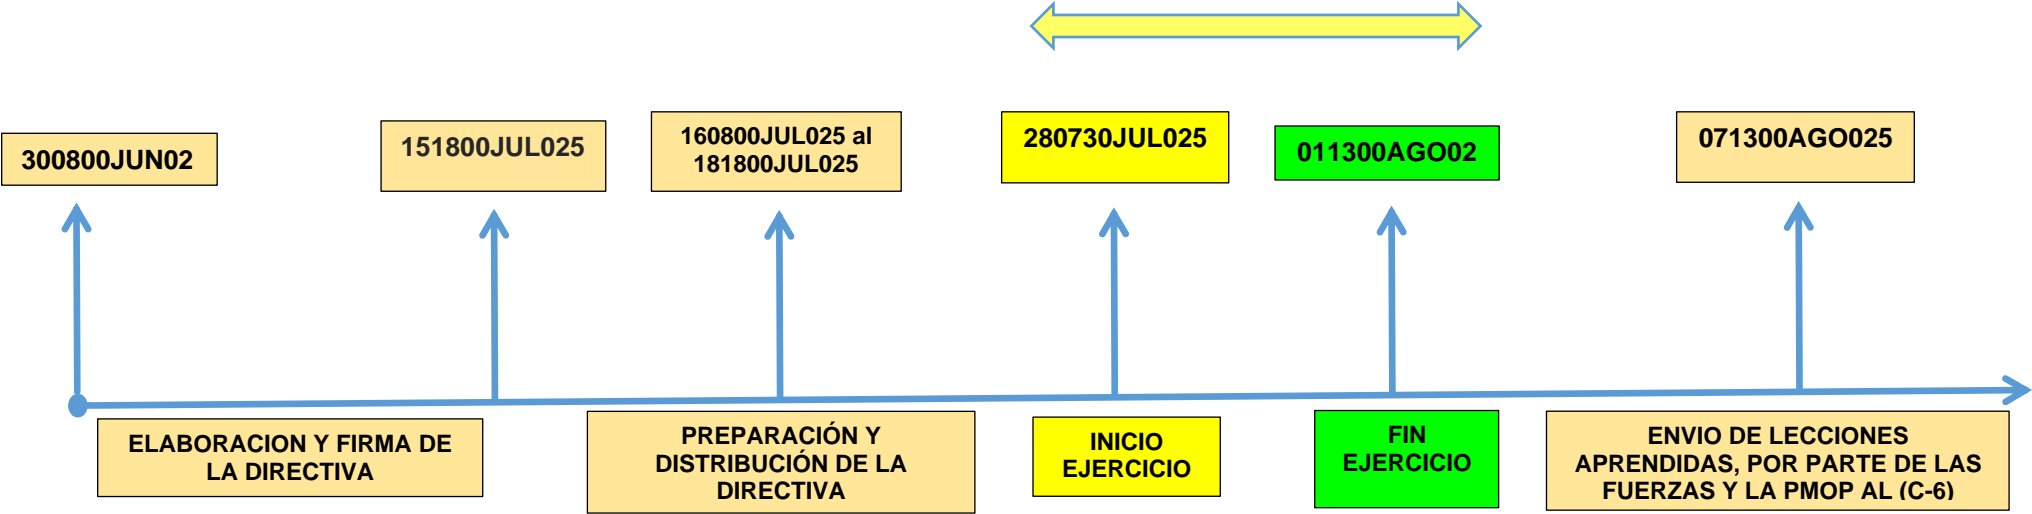 300800JUN02
151800JUL025
160800JUL025 al
181800JUL025
280730JUL025
011300AGO02
071300AGO025
ELABORACION Y FIRMA DE
LA DIRECTIVA
PREPARACIÓN Y
DISTRIBUCIÓN DE LA
DIRECTIVA
INICIO
EJERCICIO
FIN
EJERCICIO
ENVIO DE LECCIONES
APRENDIDAS, POR PARTE DE LAS
FUERZAS Y LA PMOP AL (C-6)